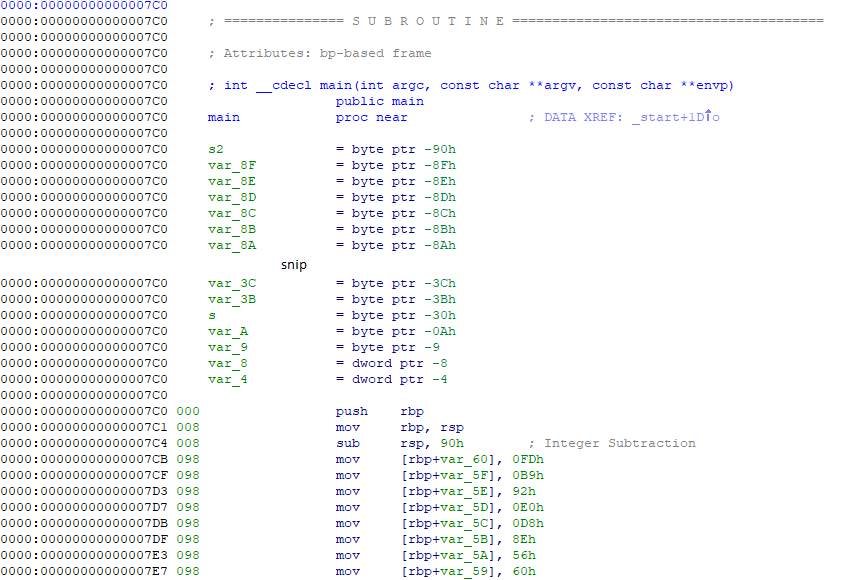 0000:00000000000007C0
0000:00000000000007C0 ; =============== S U B R O U T I N E =======================================
0000:00000000000007C0
0000:00000000000007C0 ; Attributes: bp-based frame
0000:00000000000007C0
0000:00000000000007C0 ; int __cdecl main(int argc, const char **argv, const char **envp)
0000:00000000000007C0 public main
0000:00000000000007C0 main proc near ; DATA XREF: _start+1D↑o
0000:00000000000007C0
0000:00000000000007C0 s2 = byte ptr -90h
0000:00000000000007C0 var_8F = byte ptr -8Fh
0000:00000000000007C0 var_8E = byte ptr -8Eh
0000:00000000000007C0 var_8D = byte ptr -8Dh
0000:00000000000007C0 var_8C = byte ptr -8Ch
0000:00000000000007C0 var_8B = byte ptr -8Bh
0000:00000000000007C0 var_8A = byte ptr -8Ah
snip
0000:00000000000007C0 var_3C = byte ptr -3Ch
0000:00000000000007C0 var_3B = byte ptr -3Bh
0000:00000000000007C0 s = byte ptr -30h
0000:00000000000007C0 var_A = byte ptr -0Ah
0000:00000000000007C0 var_9 = byte ptr -9
0000:00000000000007C0 var_8 = dword ptr -8
0000:00000000000007C0 var_4 = dword ptr -4
0000:00000000000007C0
0000:00000000000007C0 000 push rbp
0000:00000000000007C1 008 mov rbp, rsp
0000:00000000000007C4 008 sub rsp, 90h ; Integer Subtraction
0000:00000000000007CB 098 mov [rbp+var_60], 0FDh
0000:00000000000007CF 098 mov [rbp+var_5F], 0B9h
0000:00000000000007D3 098 mov [rbp+var_5E], 92h
0000:00000000000007D7 098 mov [rbp+var_5D], 0E0h
0000:00000000000007DB 098 mov [rbp+var_5C], 0D8h
0000:00000000000007DF 098 mov [rbp+var_5B], 8Eh
0000:00000000000007E3 098 mov [rbp+var_5A], 56h
0000:00000000000007E7 098 mov [rbp+var_59], 60h